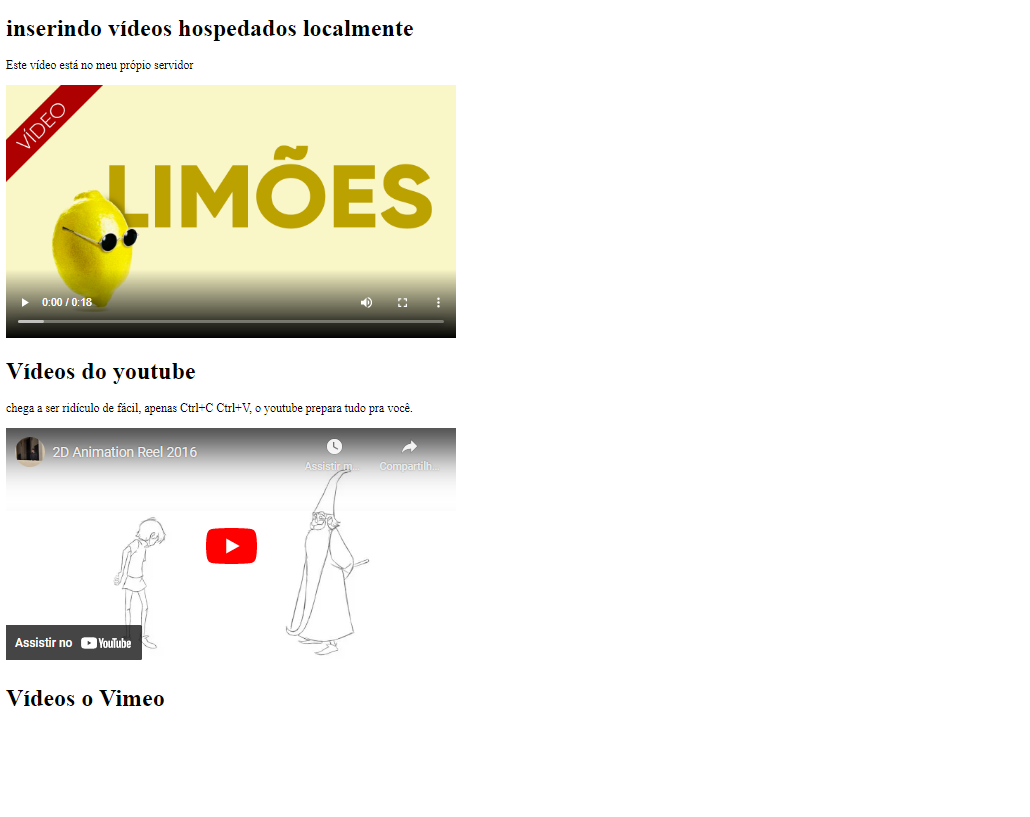 inserindo vídeos hospedados localmente
Este vídeo está no meu própio servidor
VÍDEO
LIMÕES
0:00 / 0:18
Vídeos do youtube
chega a ser ridículo de fácil, apenas Ctrl+C Ctrl+V, o youtube prepara tudo pra você.
2D Animation Reel 2016
Assistir m...
Compartilh...
Assistir no YouTube
Vídeos o Vimeo